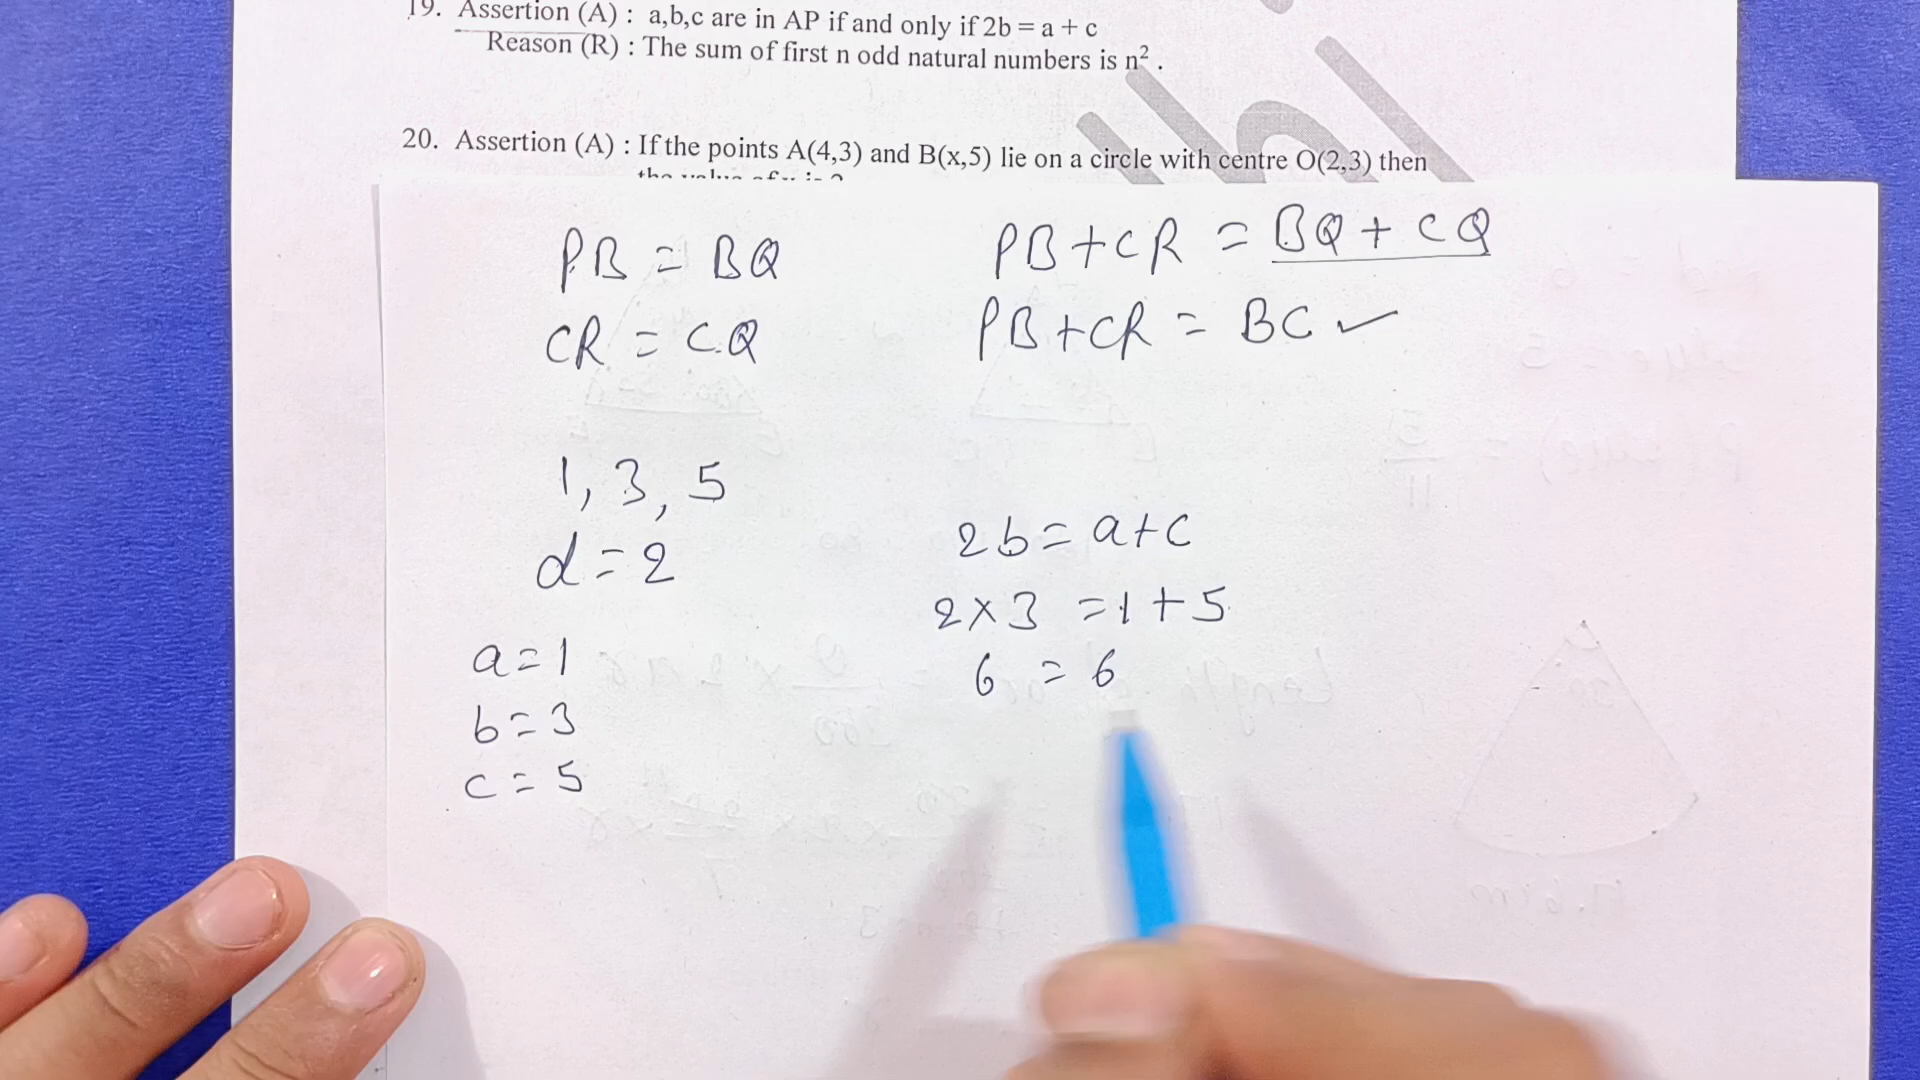 19. Assertion (A) : a,b,c are in AP if and only if 2b = a + c
Reason (R) : The sum of first n odd natural numbers is n² .
20. Assertion (A) : If the points A(4,3) and B(x,5) lie on a circle with centre O(2,3) then
PB = BQ
CR = CQ
PB + CR = BQ + CQ
PB + CR = BC ✓
1, 3, 5
d = 2
a = 1
b = 3
c = 5
2b = a+c
2×3 = 1+5
6 = 6